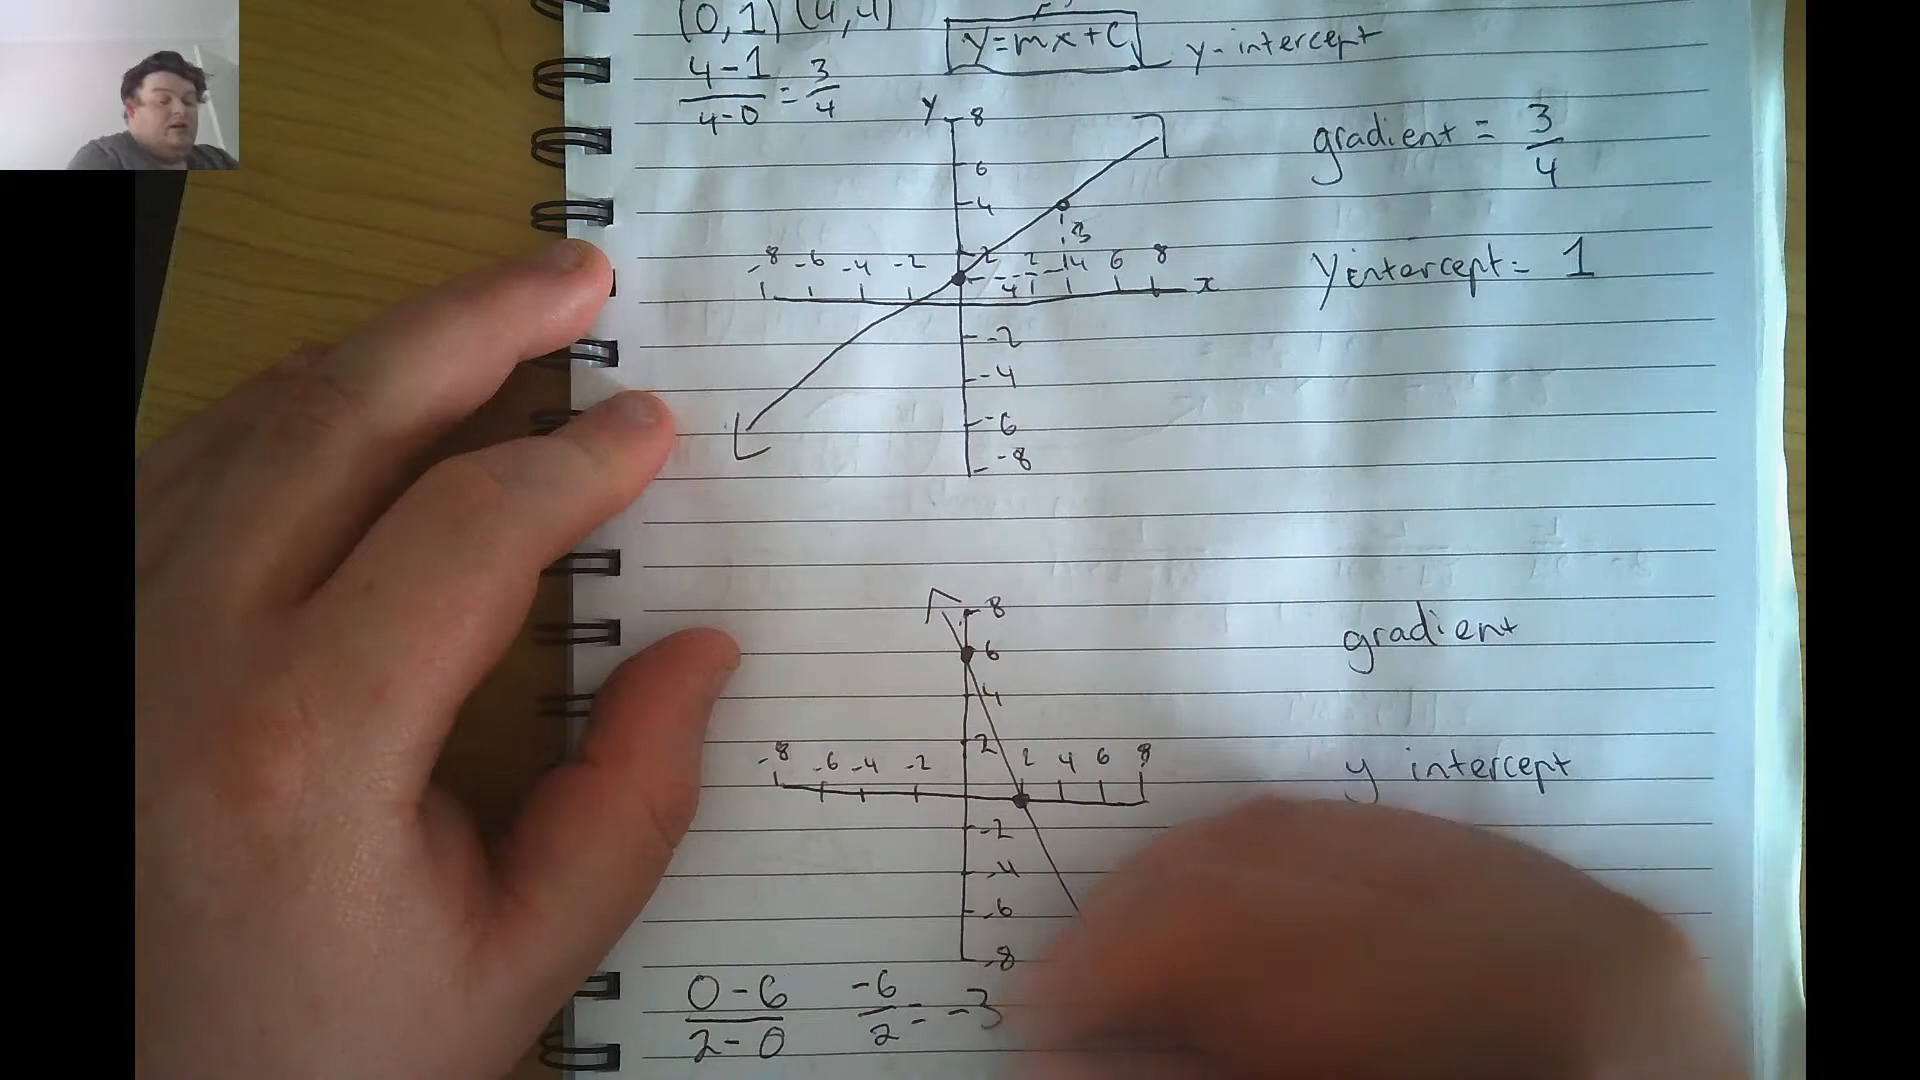 (0,1) (4,4)
y=mx+c
y-intercept
4-1
4-0
= 3
4
y
8
6
4
2
3
-8 -6 -4 -2
2 4 6 8
4
x
-2
-4
-6
-8
gradient = 3
4
Yintercept = 1
8
6
4
2
-8 -6 -4 -2
2 4 6 8
-2
-4
-6
-8
gradient
y intercept
0-6
2-0
-6
2
= -3